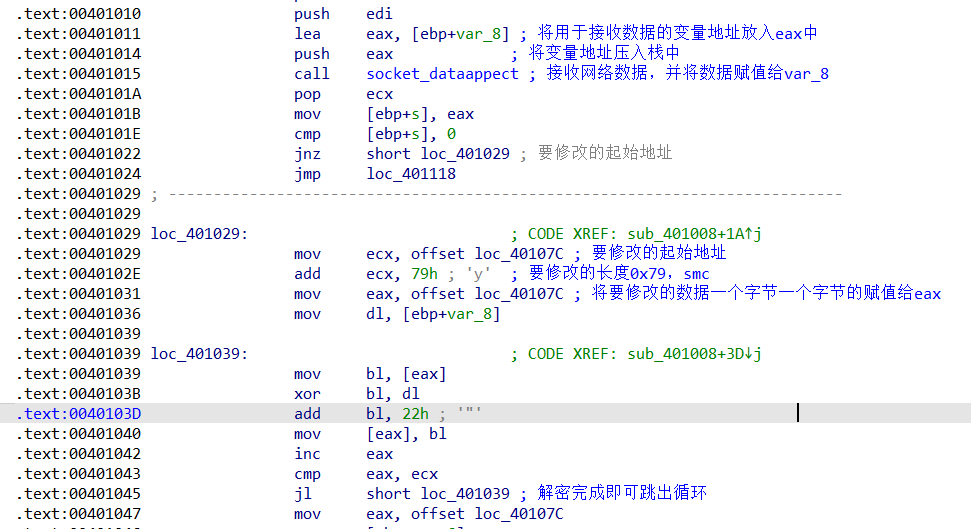 .text:00401010 push edi
.text:00401011 lea eax, [ebp+var_8] ; 将用于接收数据的变量地址放入eax中
.text:00401014 push eax ; 将变量地址压入栈中
.text:00401015 call socket_dataappect ; 接收网络数据，并将数据赋值给var_8
.text:0040101A pop ecx
.text:0040101B mov [ebp+s], eax
.text:0040101E cmp [ebp+s], 0
.text:00401022 jnz short loc_401029 ; 要修改的起始地址
.text:00401024 jmp loc_401118
.text:00401029 ; ---------------------------------------------------------------------------
.text:00401029
.text:00401029 loc_401029: ; CODE XREF: sub_401008+1A↑j
.text:00401029 mov ecx, offset loc_40107C ; 要修改的起始地址
.text:0040102E add ecx, 79h ; 'y' ; 要修改的长度0x79，smc
.text:00401031 mov eax, offset loc_40107C ; 将要修改的数据一个字节一个字节的赋值给eax
.text:00401036 mov dl, [ebp+var_8]
.text:00401039
.text:00401039 loc_401039: ; CODE XREF: sub_401008+3D↓j
.text:00401039 mov bl, [eax]
.text:0040103B xor bl, dl
.text:0040103D add bl, 22h ; '"'
.text:00401040 mov [eax], bl
.text:00401042 inc eax
.text:00401043 cmp eax, ecx
.text:00401045 jl short loc_401039 ; 解密完成即可跳出循环
.text:00401047 mov eax, offset loc_40107C